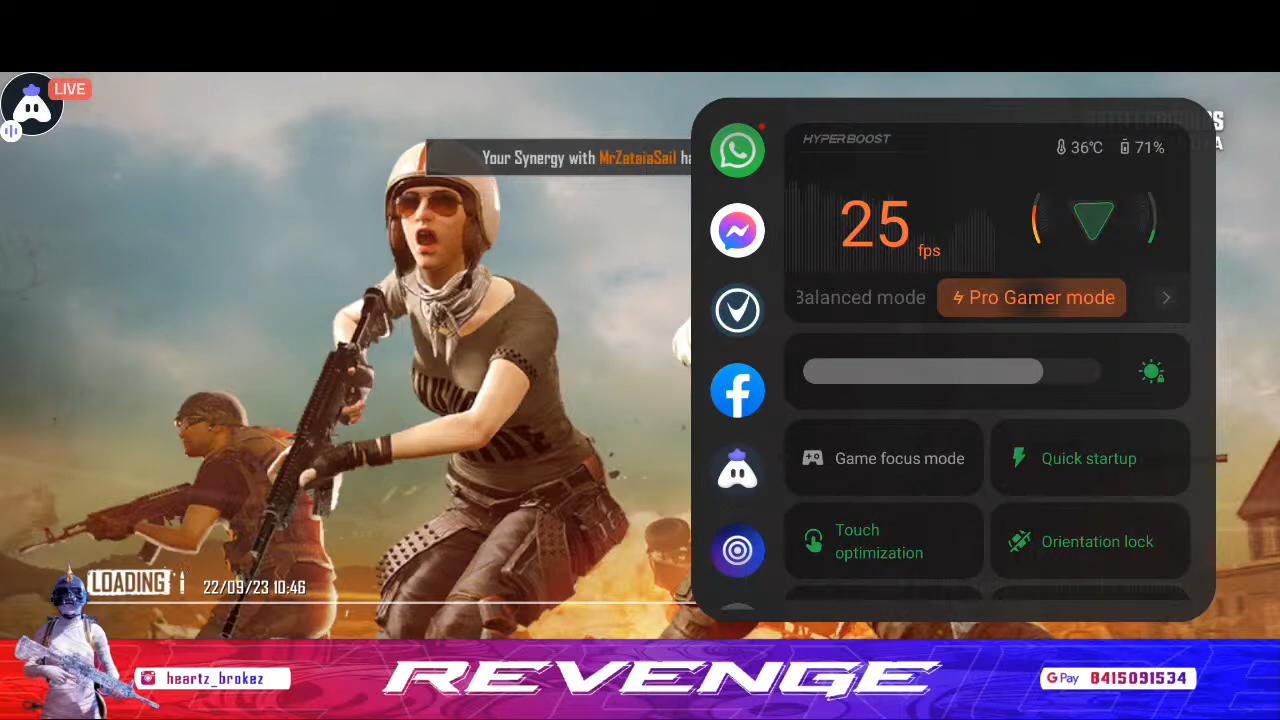 LIVE
Your Synergy with MrZataiaSail ha
HYPERBOOST
36°C
71%
25
fps
Balanced mode
Pro Gamer mode
Game focus mode
Quick startup
Touch
optimization
Orientation lock
LOADING
22/09/23 10:46
heartz_brokez
REVENGE
G Pay 8415091534